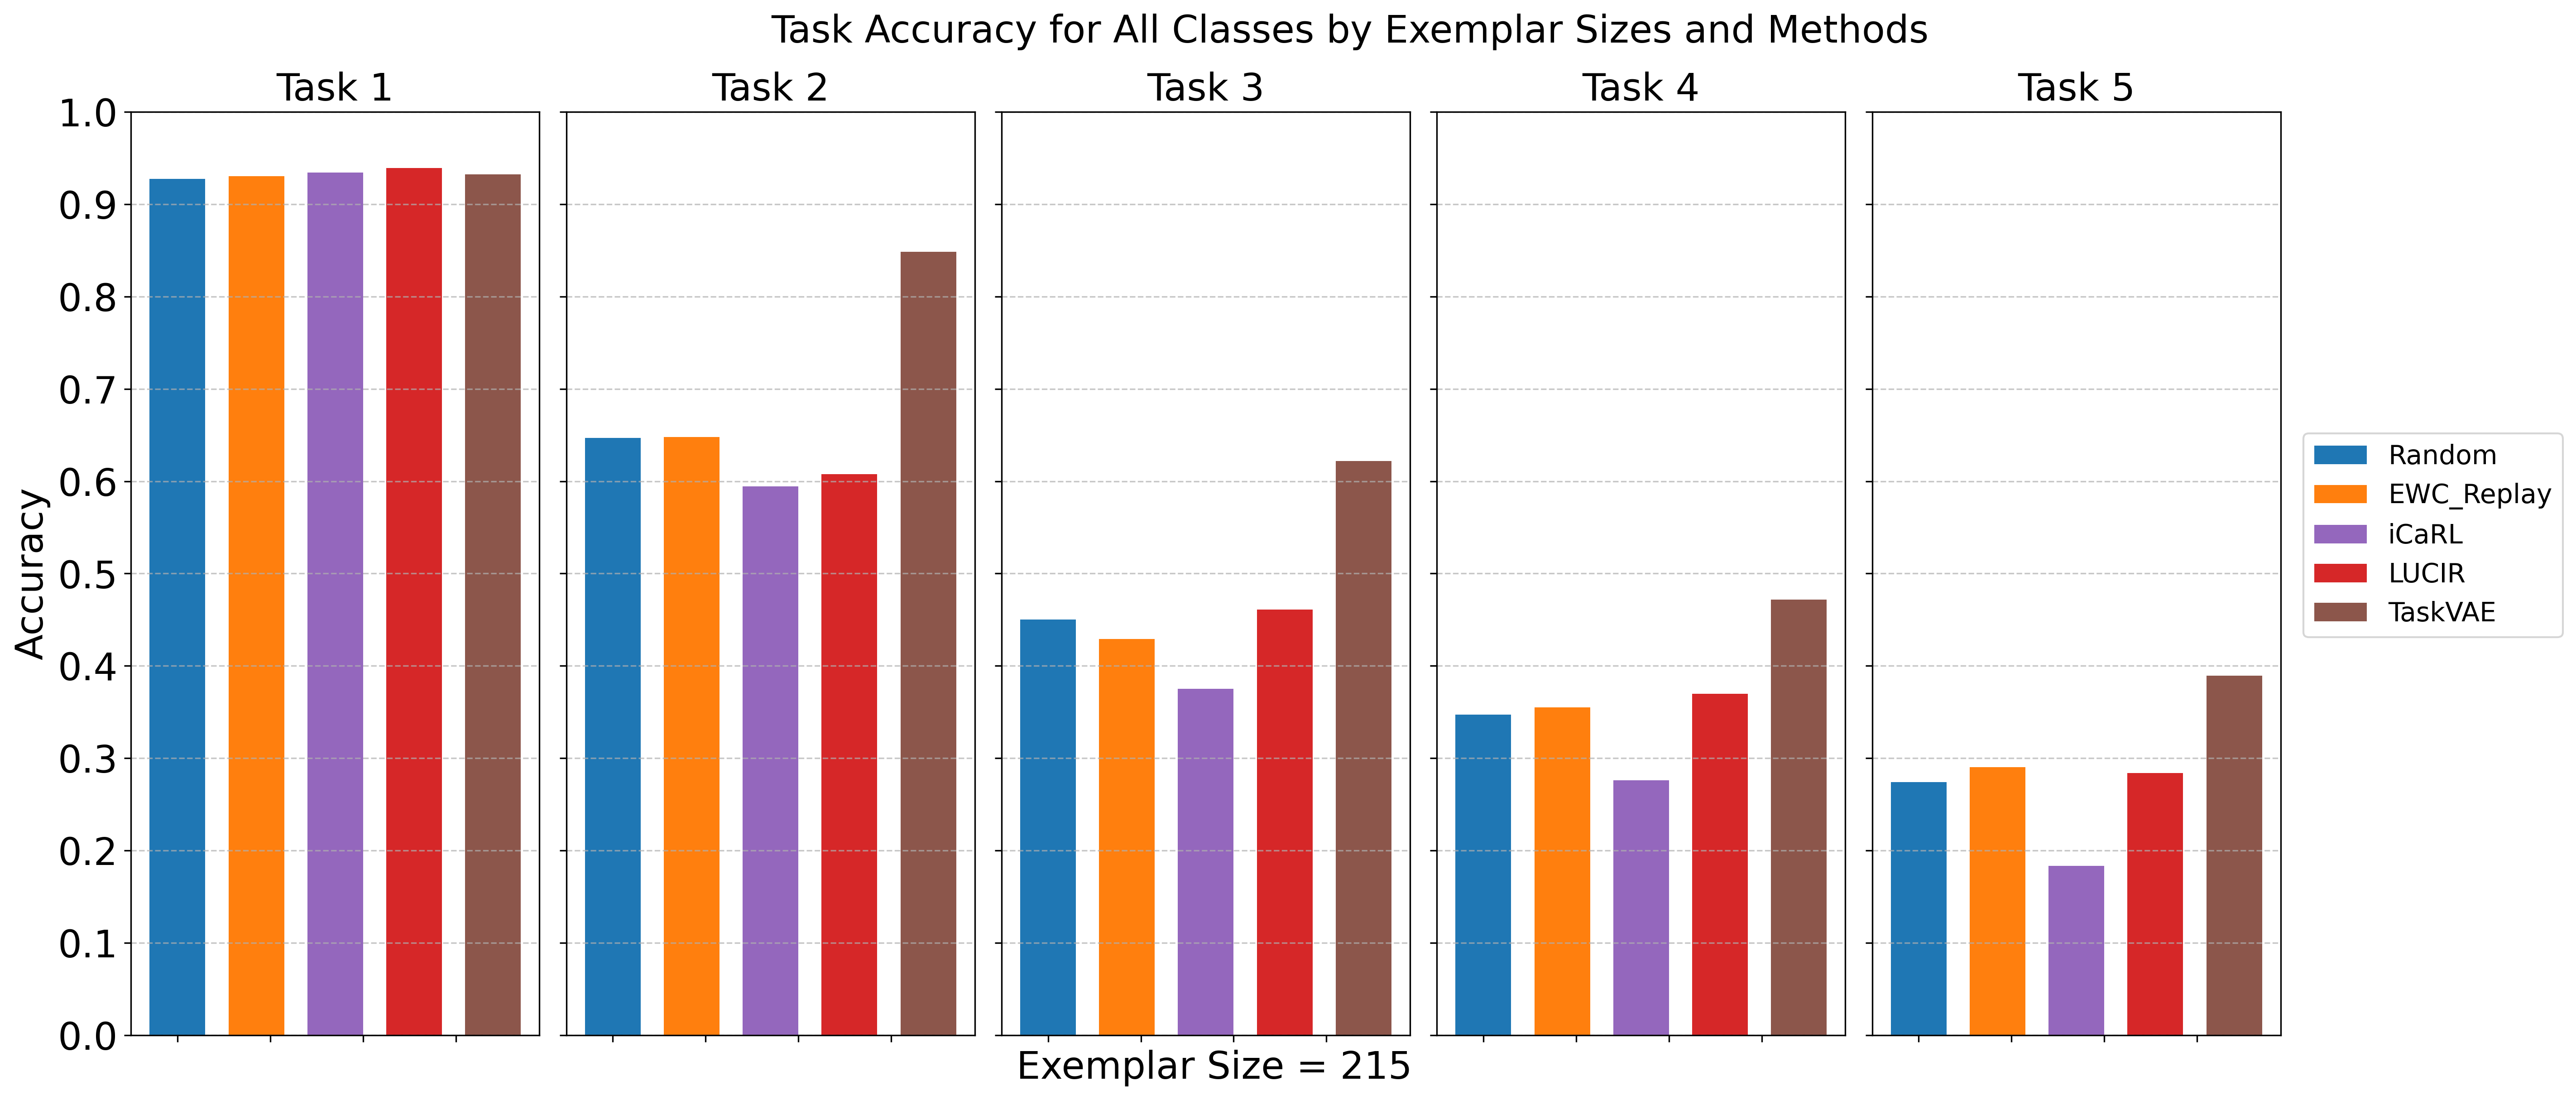 Task Accuracy for All Classes by Exemplar Sizes and Methods
Task 1
Task 2
Task 3
Task 4
Task 5
1.0
0.9
0.8
0.7
0.6
0.5
0.4
0.3
0.2
0.1
0.0
Accuracy
Exemplar Size = 215
Random
EWC_Replay
iCaRL
LUCIR
TaskVAE